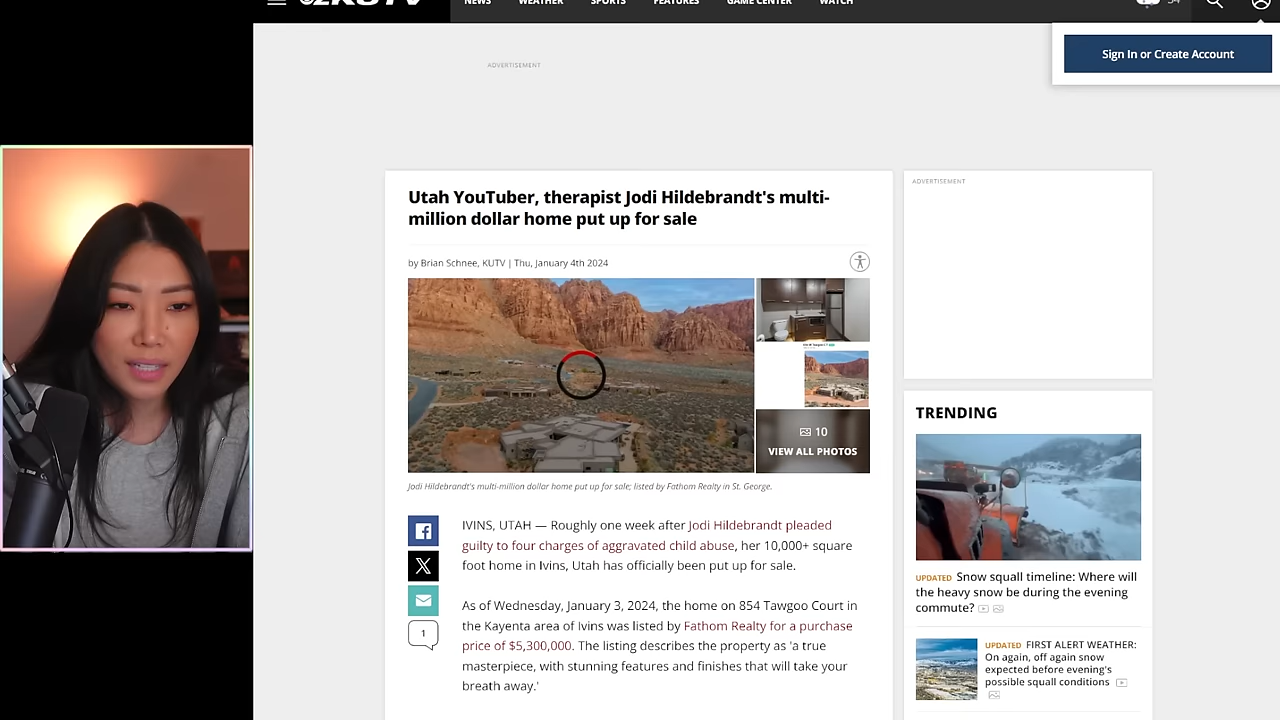 NEWS WEATHER SPORTS FEATURES GAME CENTER WATCH
Sign In or Create Account
ADVERTISEMENT
Utah YouTuber, therapist Jodi Hildebrandt's multi-
million dollar home put up for sale
by Brian Schnee, KUTV | Thu, January 4th 2024
10
VIEW ALL PHOTOS
Jodi Hildebrandt's multi-million dollar home put up for sale; listed by Fathom Realty in St. George.
IVINS, UTAH — Roughly one week after Jodi Hildebrandt pleaded
guilty to four charges of aggravated child abuse, her 10,000+ square
foot home in Ivins, Utah has officially been put up for sale.
1
As of Wednesday, January 3, 2024, the home on 854 Tawgoo Court in
the Kayenta area of Ivins was listed by Fathom Realty for a purchase
price of $5,300,000. The listing describes the property as 'a true
masterpiece, with stunning features and finishes that will take your
breath away.'
ADVERTISEMENT
TRENDING
UPDATED Snow squall timeline: Where will
the heavy snow be during the evening
commute?
UPDATED FIRST ALERT WEATHER:
On again, off again snow
expected before evening's
possible squall conditions